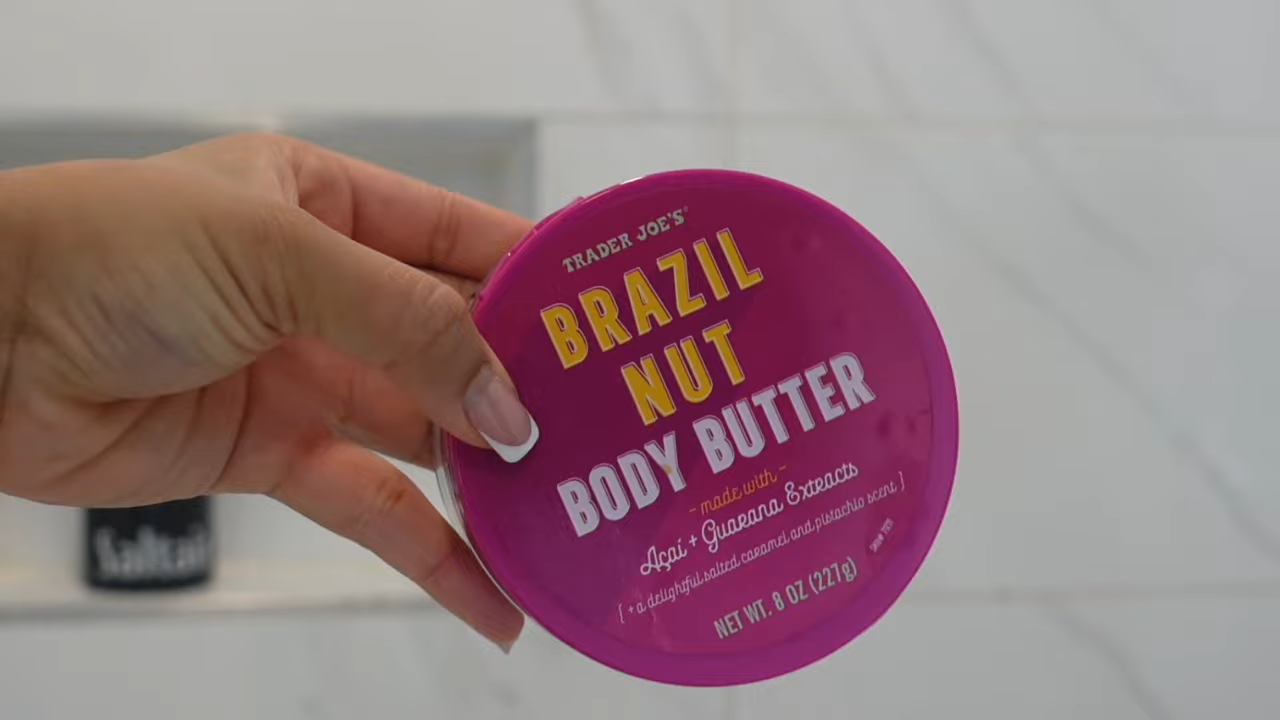 TRADER JOE'S®
BRAZIL
NUT
BODY BUTTER
- made with -
Açaí + Guarana Extracts
[ + a delightful salted caramel and pistachio scent ]
NET WT. 8 OZ (227g)